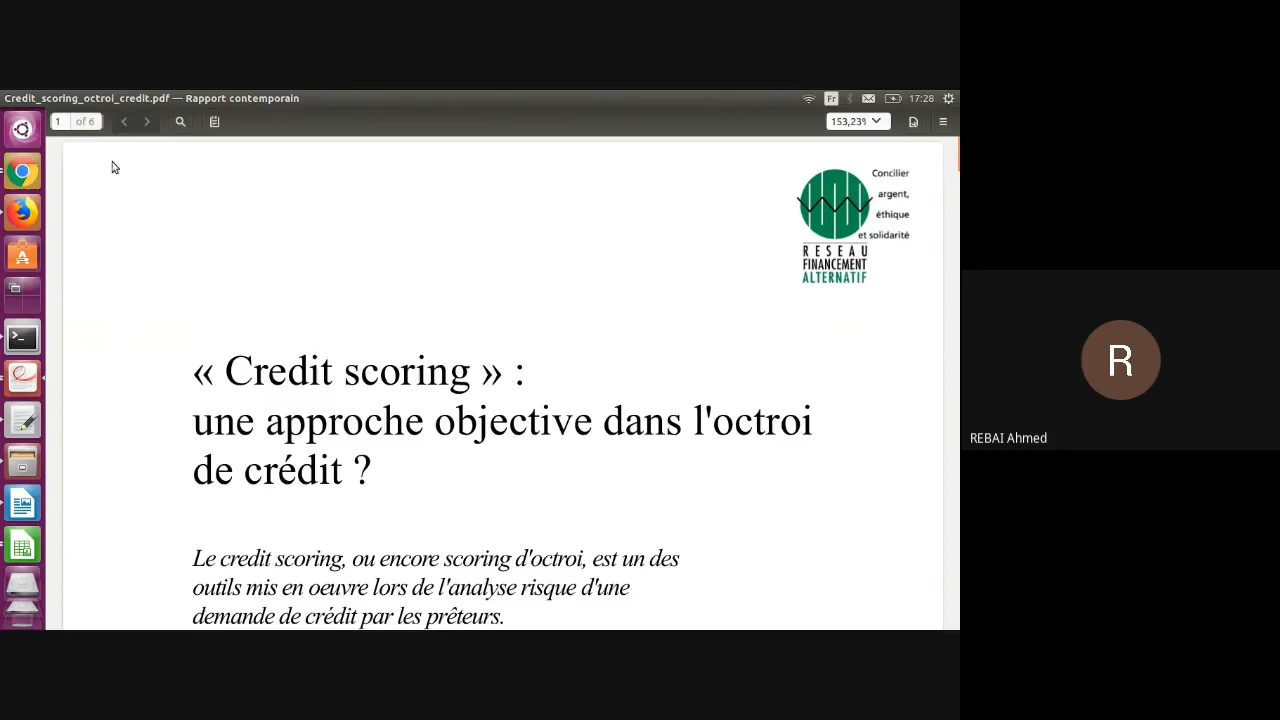 Credit_scoring_octroi_credit.pdf — Rapport contemporain
Fr
17:28
1 of 6
153,23%
Concilier
argent,
éthique
et solidarité
RESEAU
FINANCEMENT
ALTERNATIF
« Credit scoring » :
une approche objective dans l'octroi
de crédit ?
Le credit scoring, ou encore scoring d'octroi, est un des
outils mis en oeuvre lors de l'analyse risque d'une
demande de crédit par les prêteurs.
R
REBAI Ahmed